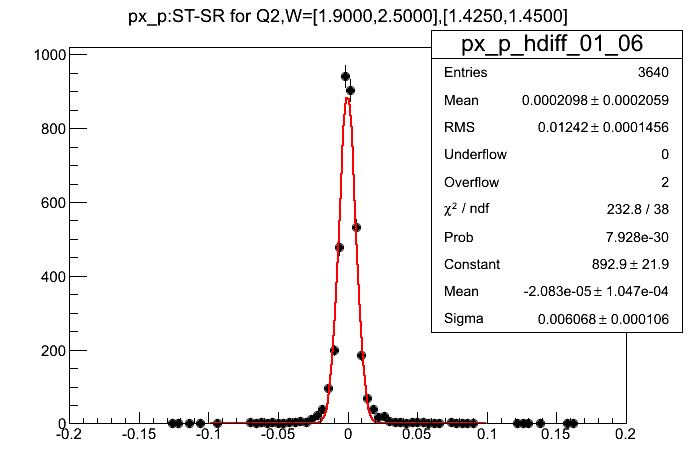 px_p:ST-SR for Q2,W=[1.9000,2.5000],[1.4250,1.4500]
px_p_hdiff_01_06
Entries 3640
Mean 0.0002098 ± 0.0002059
RMS 0.01242 ± 0.0001456
Underflow 0
Overflow 2
χ² / ndf 232.8 / 38
Prob 7.928e-30
Constant 892.9 ± 21.9
Mean -2.083e-05 ± 1.047e-04
Sigma 0.006068 ± 0.000106
1000
800
600
400
200
0
-0.2 -0.15 -0.1 -0.05 0 0.05 0.1 0.15 0.2